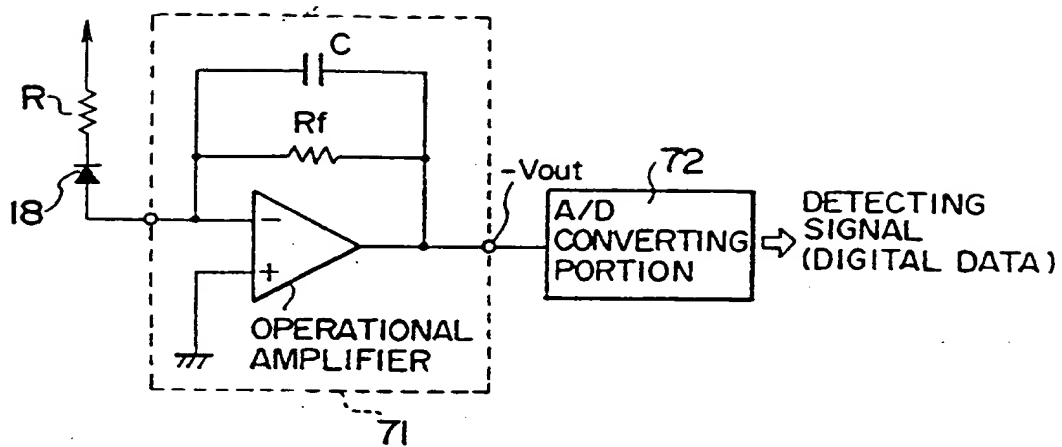 C
R
Rf
18
−
+
OPERATIONAL
AMPLIFIER
71
-Vout
72
A/D
CONVERTING
PORTION
DETECTING
SIGNAL
(DIGITAL DATA)